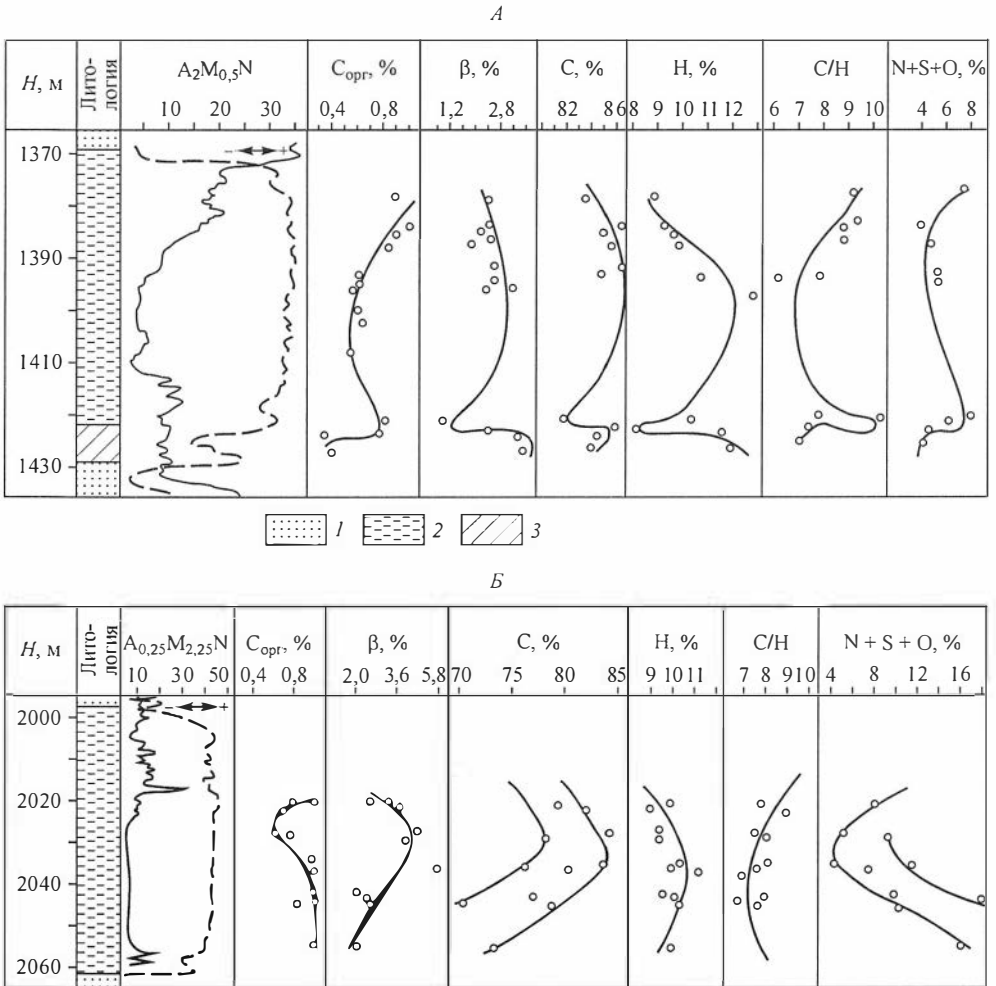 А
H, м
Лито-
логия
A₂M₀,₅N
10 30
Cорг, %
0,4 0,8
β, %
1,2 2,8
C, %
82 86
H, %
8 9 10 12
C/H
6 7 8 9 10
N+S+O, %
4 6 8
1370
1390
1410
1430
- +
1 2 3
Б
H, м
Лито-
логия
A₀,₂₅M₂,₂₅N
10 30 50
Cорг, %
0,4 0,8
β, %
2,0 3,6 5,8
C, %
70 75 80 85
H, %
9 10 11
C/H
7 8 9 10
N + S + O, %
4 8 12 16
2000
2020
2040
2060
- +